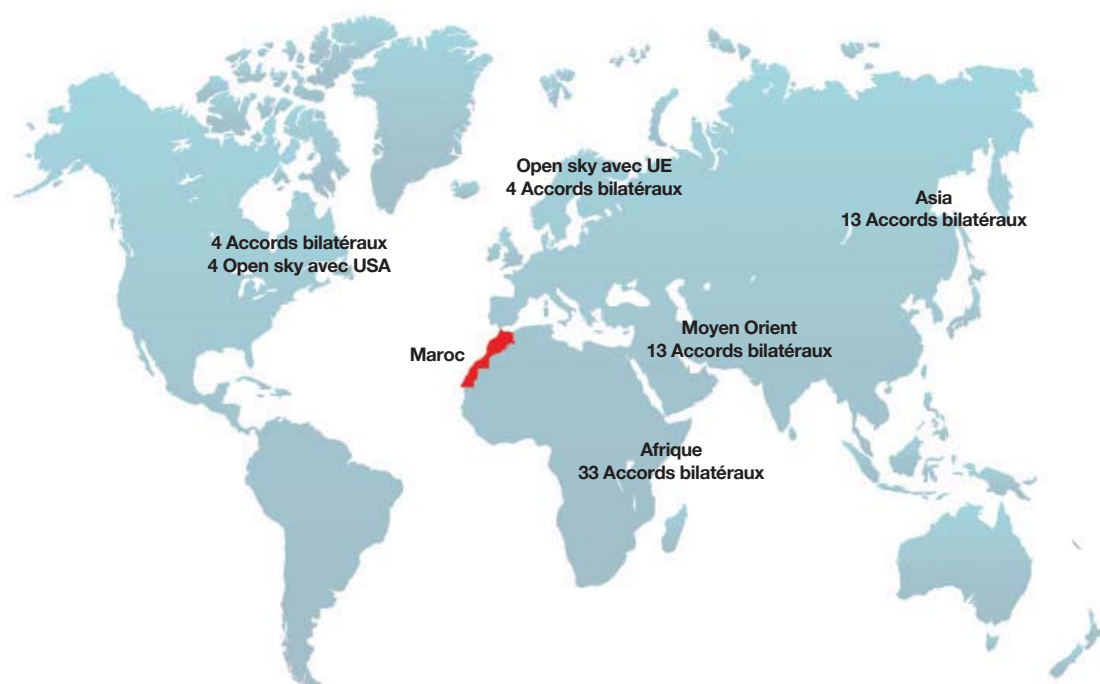 Open sky avec UE
4 Accords bilatéraux
Asia
13 Accords bilatéraux
4 Accords bilatéraux
4 Open sky avec USA
Moyen Orient
13 Accords bilatéraux
Maroc
Afrique
33 Accords bilatéraux